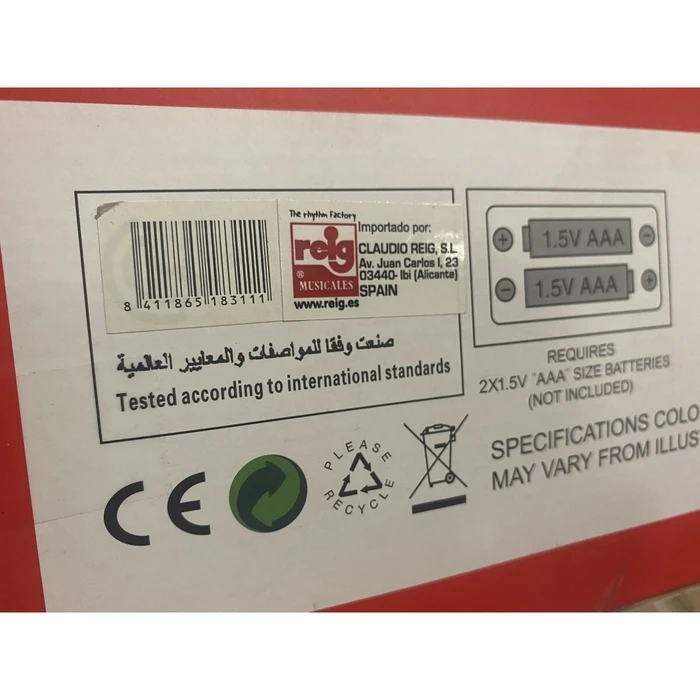 8 411865 183111
The rhythm Factory
reig
®
MUSICALES
www.reig.es
Importado por:
CLAUDIO REIG, S.L.
Av. Juan Carlos I, 23
03440- Ibi (Alicante)
SPAIN
صنعت وفقا للمواصفات والمعايير العالمية
Tested according to international standards
+ 1.5V AAA −
− 1.5V AAA +
REQUIRES
2X1.5V "AAA" SIZE BATTERIES
(NOT INCLUDED)
CE
PLEASE
RECYCLE
SPECIFICATIONS COLO
MAY VARY FROM ILLUS